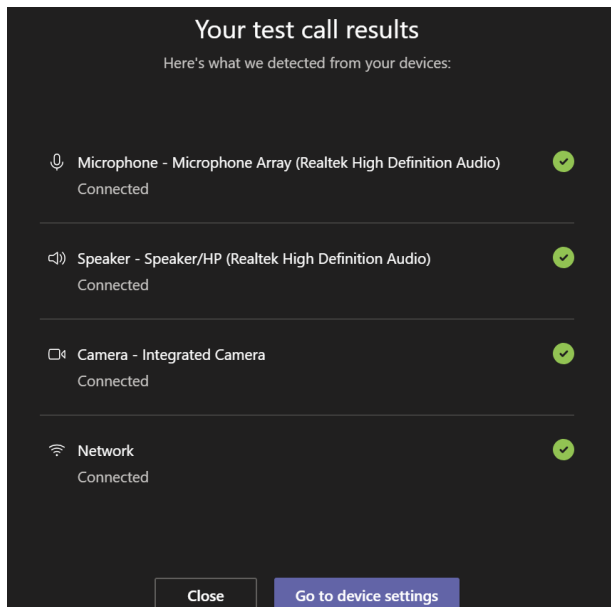 Your test call results
Here's what we detected from your devices:
Microphone - Microphone Array (Realtek High Definition Audio)
Connected
Speaker - Speaker/HP (Realtek High Definition Audio)
Connected
Camera - Integrated Camera
Connected
Network
Connected
Close Go to device settings